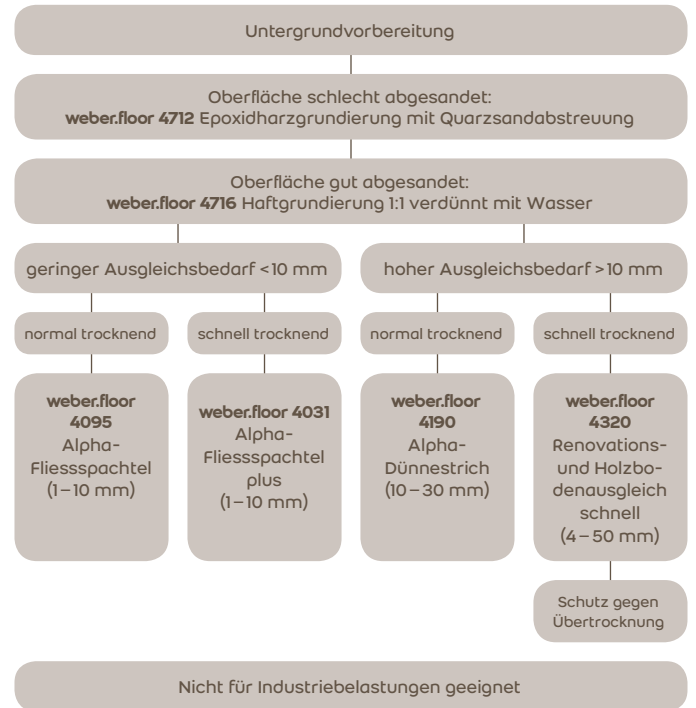 Untergrundvorbereitung
Oberfläche schlecht abgesandet:
weber.floor 4712 Epoxidharzgrundierung mit Quarzsandabstreuung
Oberfläche gut abgesandet:
weber.floor 4716 Haftgrundierung 1:1 verdünnt mit Wasser
geringer Ausgleichsbedarf <10 mm
hoher Ausgleichsbedarf >10 mm
normal trocknend
schnell trocknend
normal trocknend
schnell trocknend
weber.floor
4095
Alpha-
Fliessspachtel
(1–10 mm)
weber.floor 4031
Alpha-
Fliessspachtel
plus
(1–10 mm)
weber.floor
4190
Alpha-
Dünnestrich
(10–30 mm)
weber.floor
4320
Renovations-
und Holzbo-
denausgleich
schnell
(4–50 mm)
Schutz gegen
Übertrocknung
Nicht für Industriebelastungen geeignet